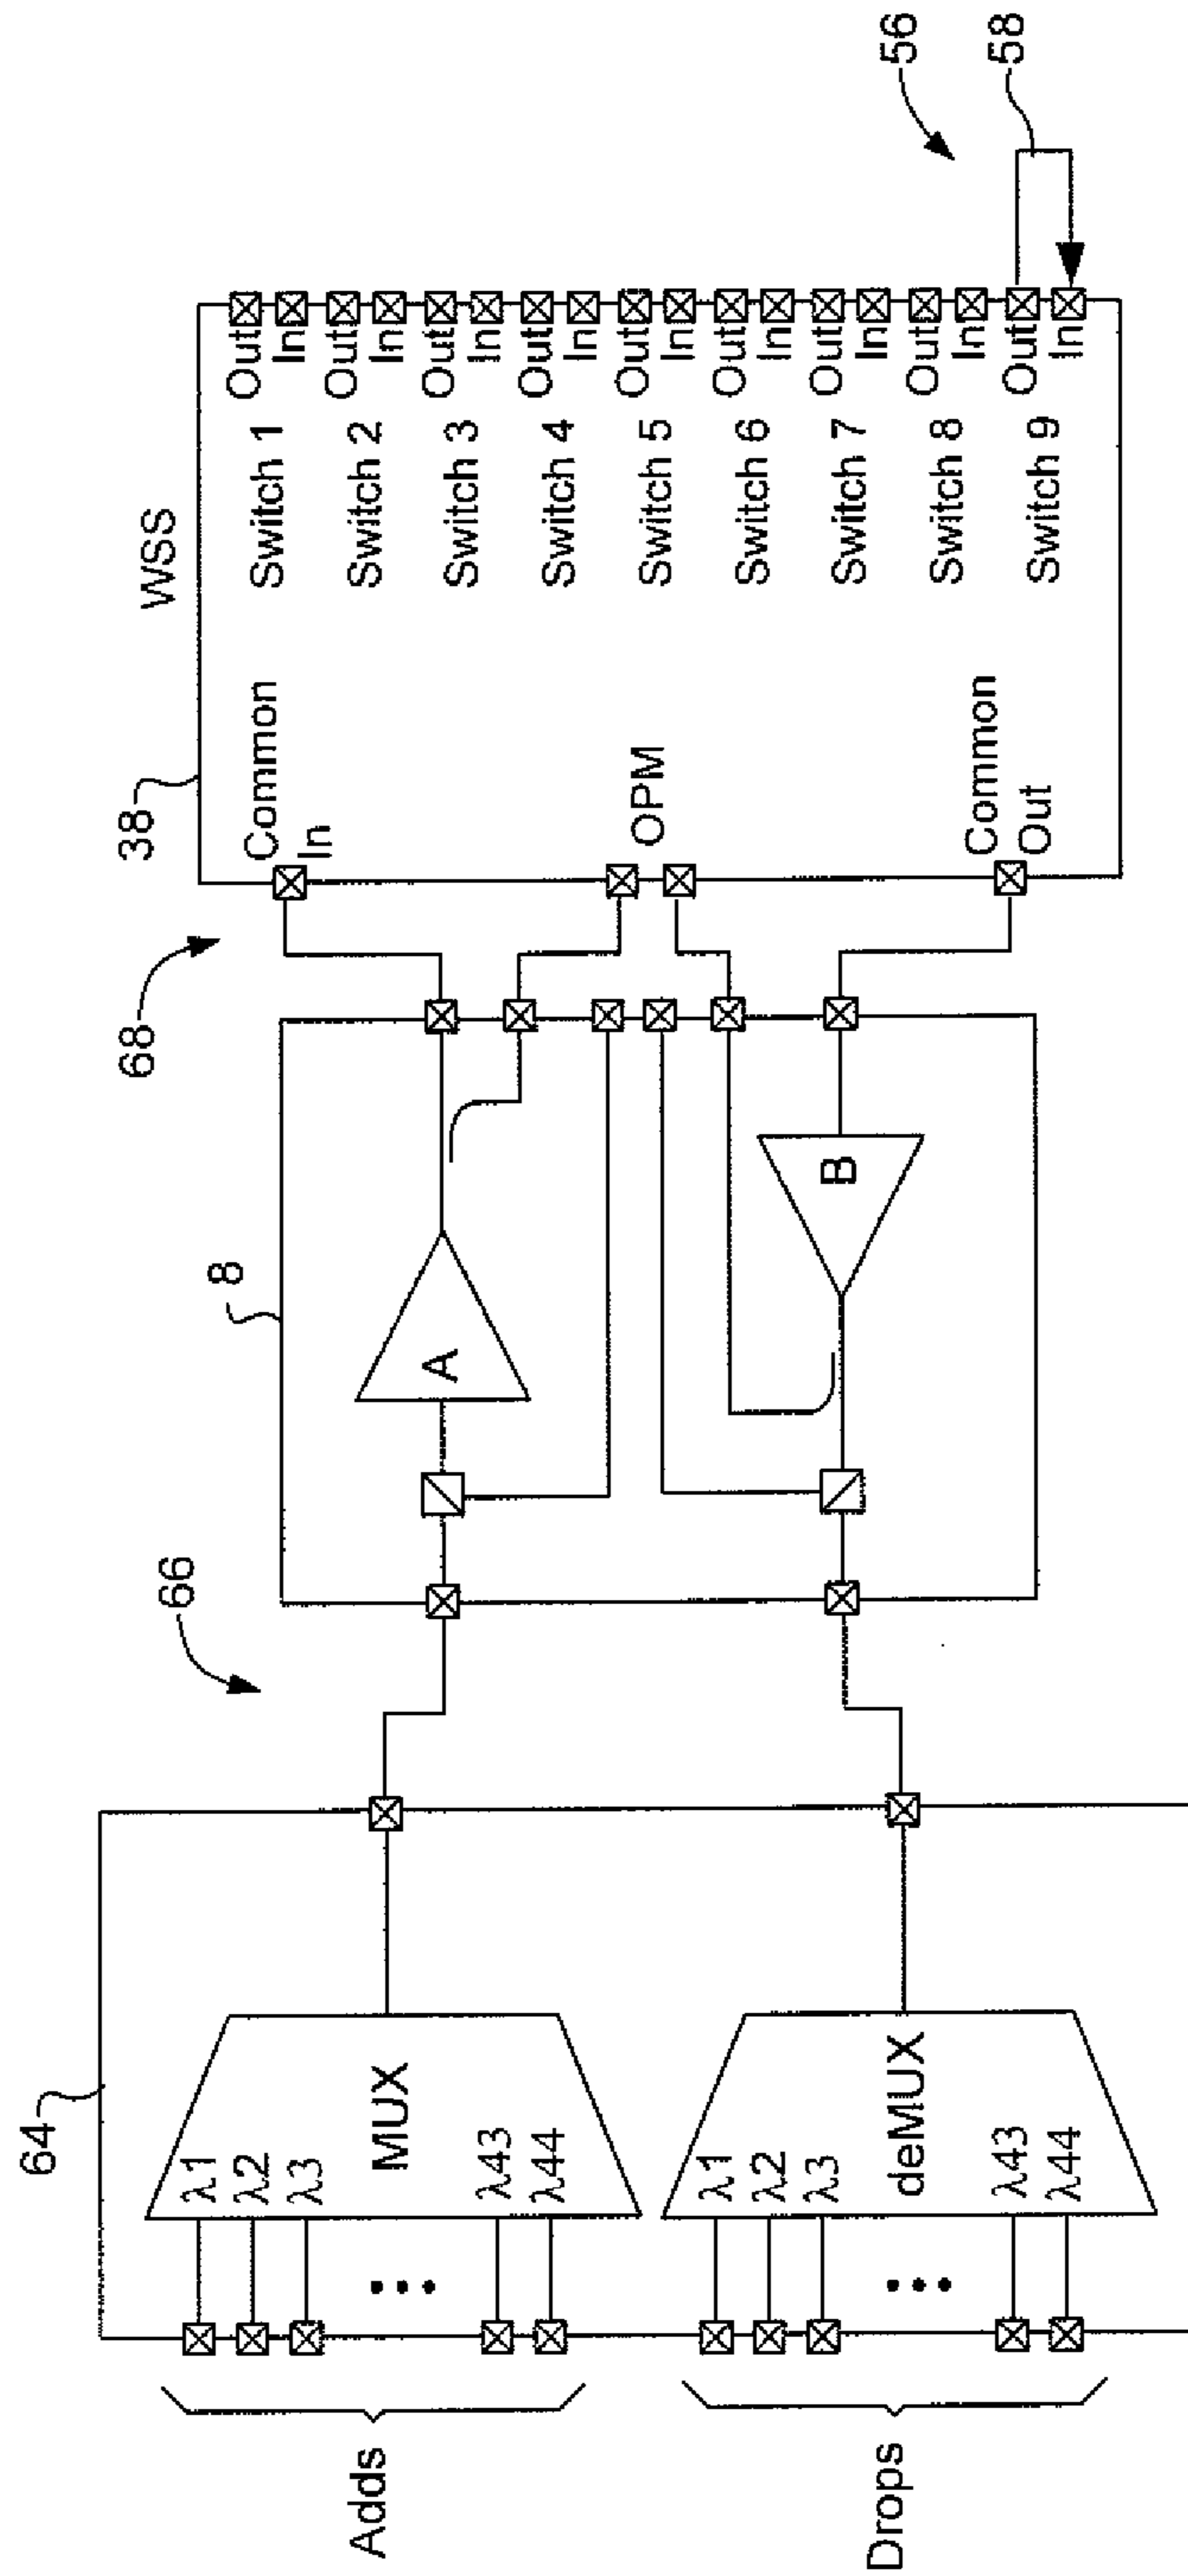 Adds
Drops
64
λ1
λ2
λ3
λ43
λ44
MUX
λ1
λ2
λ3
λ43
λ44
deMUX
66
8
A
B
68
38
WSS
Common
In
OPM
Common
Out
Switch 1 Out
In
Switch 2 Out
In
Switch 3 Out
In
Switch 4 Out
In
Switch 5 Out
In
Switch 6 Out
In
Switch 7 Out
In
Switch 8 Out
In
Switch 9 Out
In
56
58